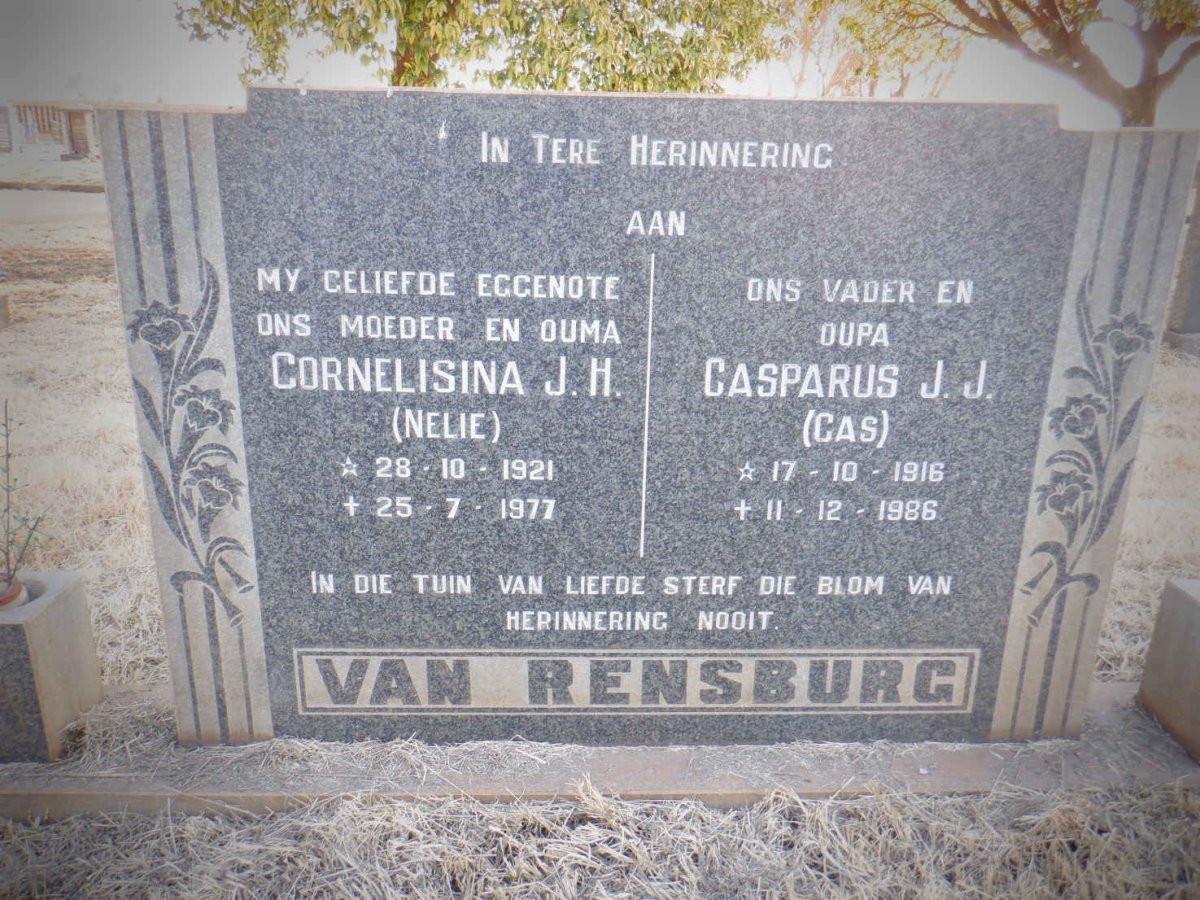 IN TERE HERINNERING
AAN
MY GELIEFDE EGGENOTE
ONS MOEDER EN OUMA
CORNELISINA J.H.
(NELIE)
☆ 28-10-1921
+ 25-7-1977
ONS VADER EN
OUPA
CASPARUS J.J.
(CAS)
☆ 17-10-1916
+ 11-12-1986
IN DIE TUIN VAN LIEFDE STERF DIE BLOM VAN
HERINNERING NOOIT.
VAN RENSBURG